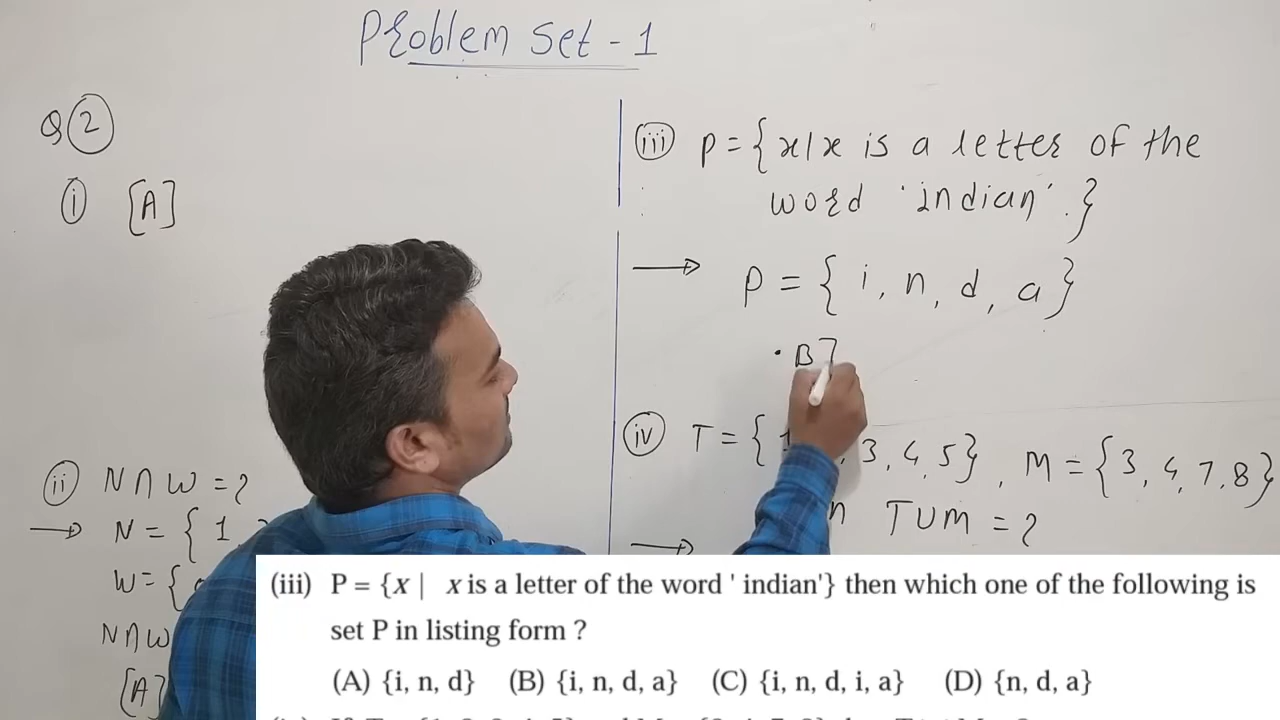 Problem Set - 1
Q 2
i [A]
ii N∩W = ?
→ N = { 1,
W = {
N∩W
[A]
iii P = { x/x is a letter of the
word 'indian'. }
→ P = { i, n, d, a }
· B]
iv T = { 1, , 3, 4, 5 } , M = { 3, 4, 7, 8 }
n T∪M = ?
→
(iii) P = {x | x is a letter of the word ' indian'} then which one of the following is
set P in listing form ?
(A) {i, n, d} (B) {i, n, d, a} (C) {i, n, d, i, a} (D) {n, d, a}